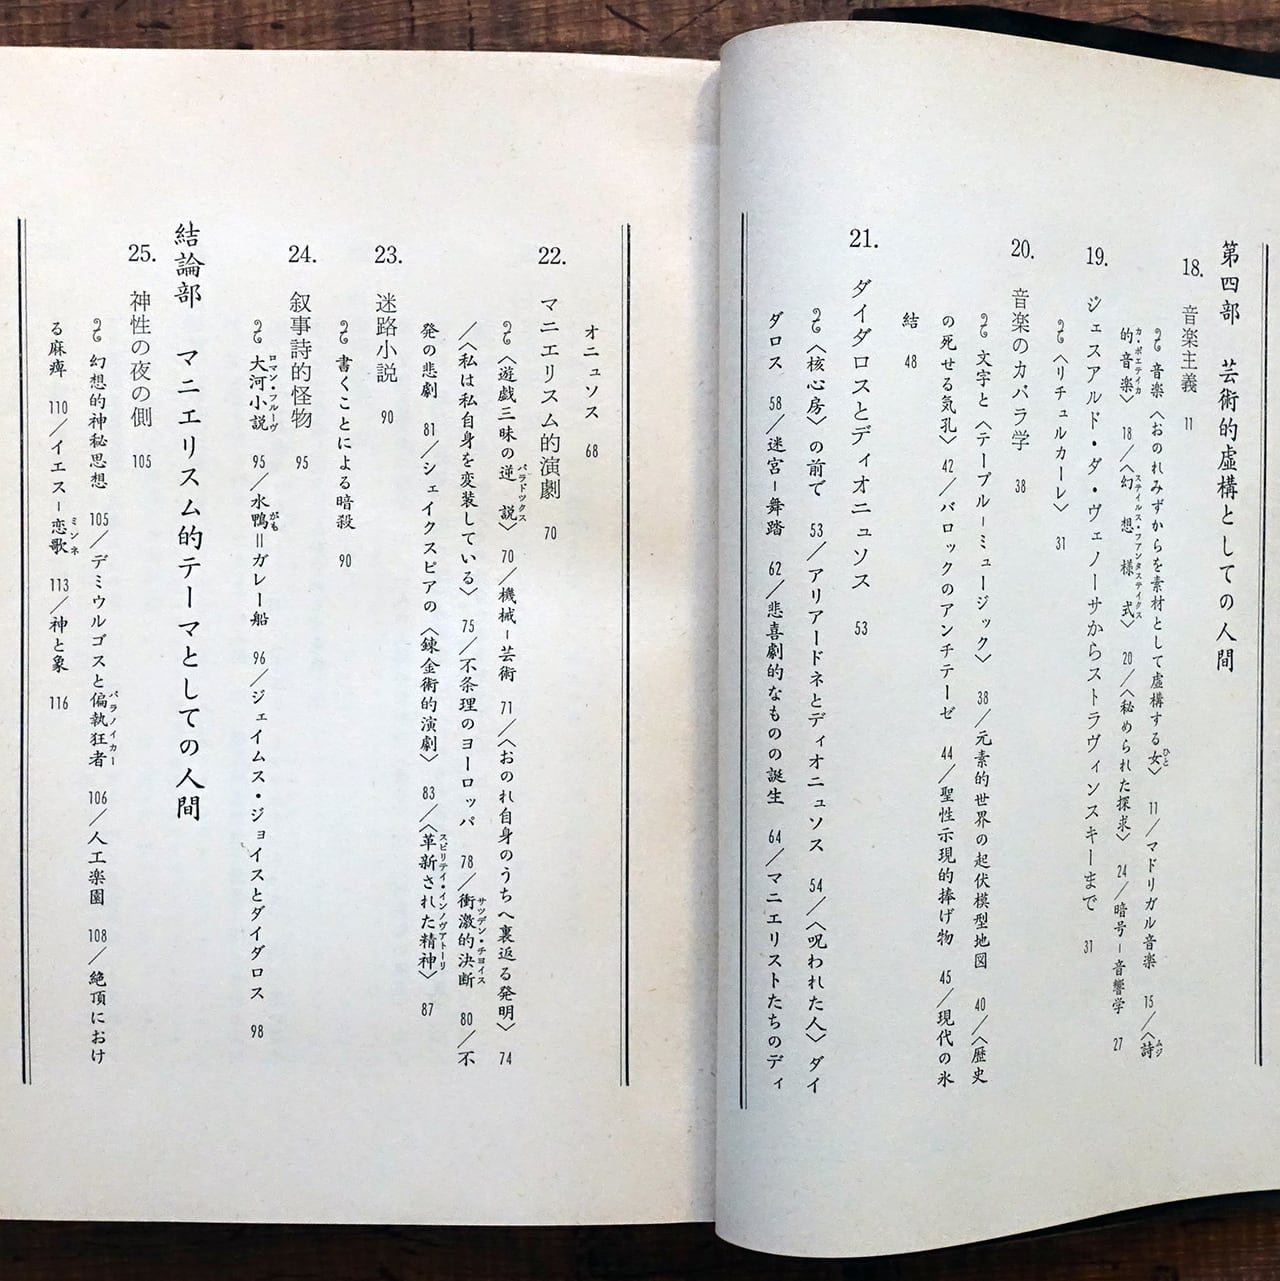 第四部　芸術的虚構としての人間
18.　音楽主義　11
音楽〈おのれみずからを素材として虚構する女〉　11／マドリガル音楽　15／〈詩
的音楽〉　18／〈幻想様式〉　20／〈秘められた探求〉　24／暗号−音響学　27
19.　ジェスアルド・ダ・ヴェノーサからストラヴィンスキーまで　31
〈リチェルカーレ〉　31
20.　音楽のカバラ学　38
文字と〈テーブル−ミュージック〉　38／元素的世界の起伏模型地図　40／〈歴史
の死せる気孔〉　42／バロックのアンチテーゼ　44／聖性示現的捧げ物　45／現代の氷
結　48
21.　ダイダロスとディオニュソス　53
〈核心房〉の前で　53／アリアードネとディオニュソス　54／〈呪われた人〉ダイ
ダロス　58／迷宮−舞踏　62／悲喜劇的なものの誕生　64／マニエリストたちのディ
オニュソス　68
22.　マニエリスム的演劇　70
〈遊戯三昧の逆説〉　70／機械−芸術　71／〈おのれ自身のうちへ裏返る発明〉　74
／〈私は私自身を変装している〉　75／不条理のヨーロッパ　78／衝激的決断　80／不
発の悲劇　81／シェイクスピアの〈錬金術的演劇〉　83／〈革新された精神〉　87
23.　迷路小説　90
書くことによる暗殺　90
24.　叙事詩的怪物　95
大河小説　95／水鴨＝ガレー船　96／ジェイムス・ジョイスとダイダロス　98
結論部　マニエリスム的テーマとしての人間
25.　神性の夜の側　105
幻想的神秘思想　105／デミウルゴスと偏執狂者　106／人工楽園　108／絶頂におけ
る麻痺　110／イエス−恋歌　113／神と象　116